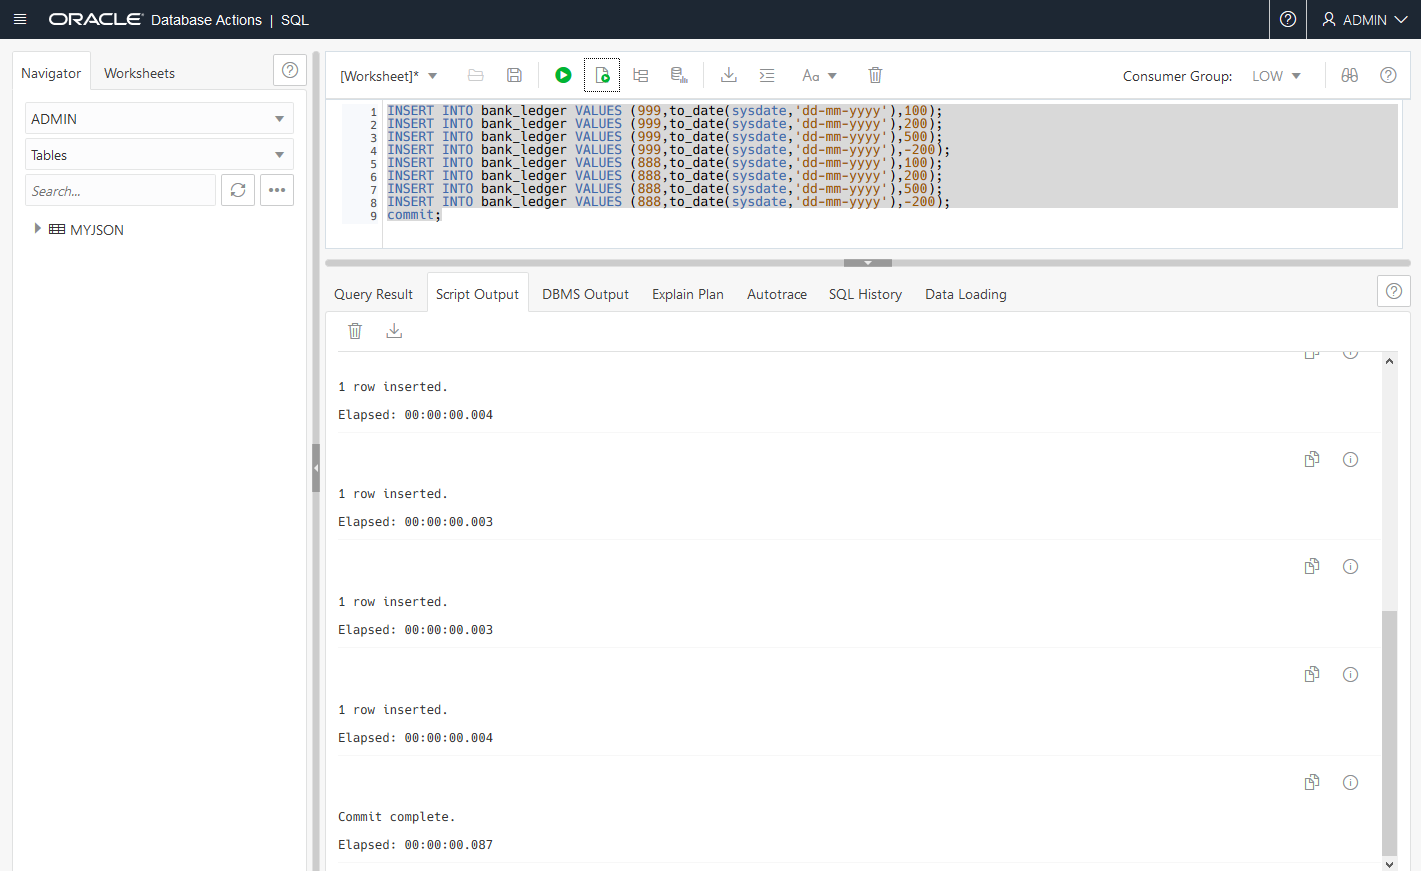 ORACLE Database Actions | SQL
ADMIN
Navigator
Worksheets
ADMIN
Tables
Search...
MYJSON
[Worksheet]*
Aa
Consumer Group: LOW
1 INSERT INTO bank_ledger VALUES (999,to_date(sysdate,'dd-mm-yyyy'),100);
2 INSERT INTO bank_ledger VALUES (999,to_date(sysdate,'dd-mm-yyyy'),200);
3 INSERT INTO bank_ledger VALUES (999,to_date(sysdate,'dd-mm-yyyy'),500);
4 INSERT INTO bank_ledger VALUES (999,to_date(sysdate,'dd-mm-yyyy'),-200);
5 INSERT INTO bank_ledger VALUES (888,to_date(sysdate,'dd-mm-yyyy'),100);
6 INSERT INTO bank_ledger VALUES (888,to_date(sysdate,'dd-mm-yyyy'),200);
7 INSERT INTO bank_ledger VALUES (888,to_date(sysdate,'dd-mm-yyyy'),500);
8 INSERT INTO bank_ledger VALUES (888,to_date(sysdate,'dd-mm-yyyy'),-200);
9 commit;
Query Result
Script Output
DBMS Output
Explain Plan
Autotrace
SQL History
Data Loading
1 row inserted.
Elapsed: 00:00:00.004
1 row inserted.
Elapsed: 00:00:00.003
1 row inserted.
Elapsed: 00:00:00.003
1 row inserted.
Elapsed: 00:00:00.004
Commit complete.
Elapsed: 00:00:00.087